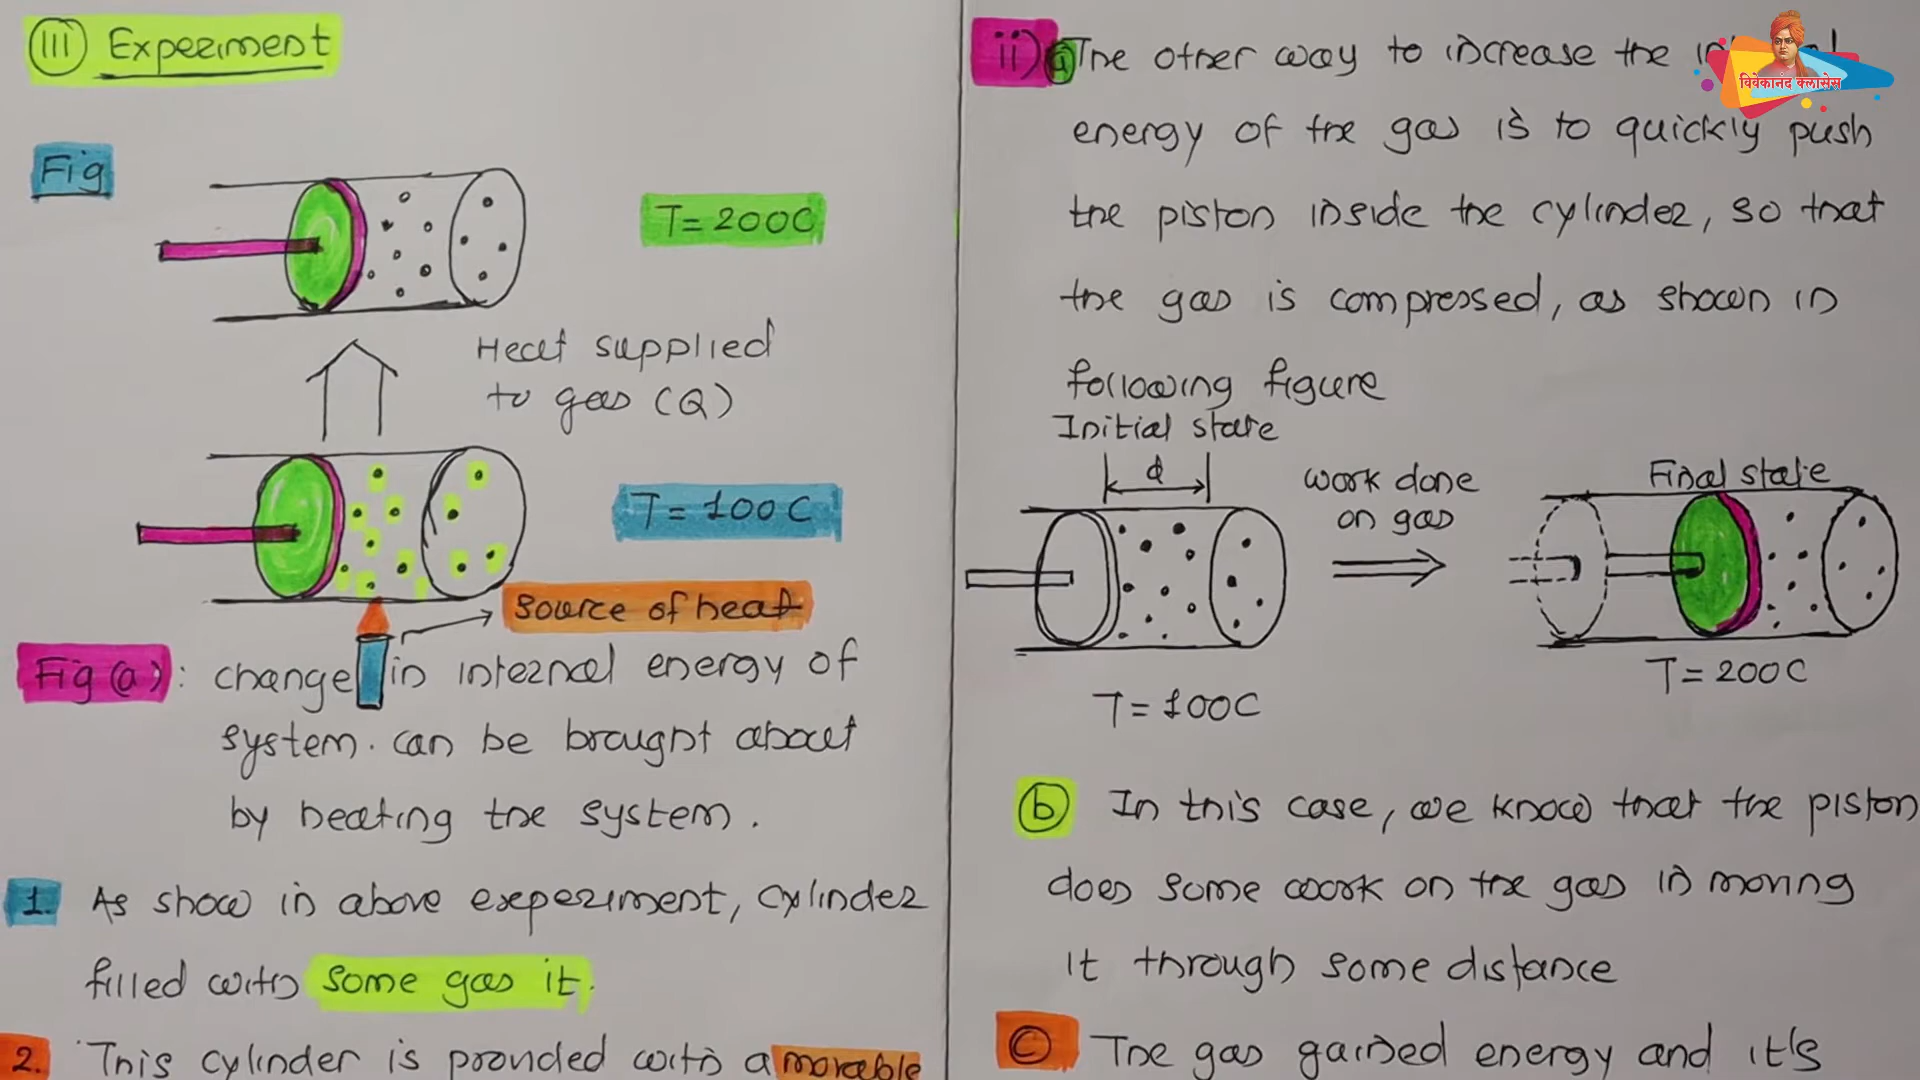 III Experiment
Fig
T = 200C
Heat supplied
to gas (Q)
T = 100C
source of heat
Fig (a) : change in internal energy of
system. can be brought about
by heating the system.
1. As show in above experiment, cylinder
filled with some gas it.
2. This cylinder is provided with a movable
ii) a The other way to increase the
energy of the gas is to quickly push
the piston inside the cylinder, so that
the gas is compressed, as shown in
following figure
Initial state
d
work done
on gas
Final state
T = 100C
T = 200C
b In this case, we know that the piston
does some work on the gas in moving
it through some distance
c The gas gained energy and it's
विवेकानंद क्लासेस